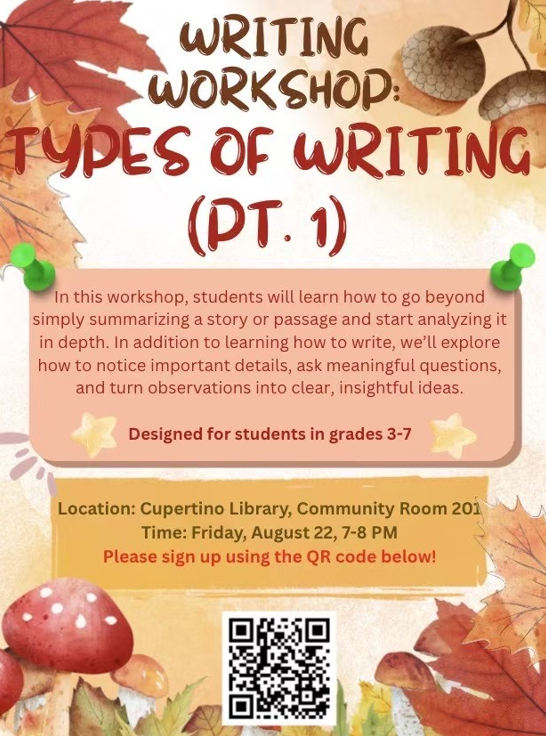 WRITING
WORKSHOP:
TYPES OF WRITING
(PT. 1)
In this workshop, students will learn how to go beyond
simply summarizing a story or passage and start analyzing it
in depth. In addition to learning how to write, we'll explore
how to notice important details, ask meaningful questions,
and turn observations into clear, insightful ideas.
Designed for students in grades 3-7
Location: Cupertino Library, Community Room 201
Time: Friday, August 22, 7-8 PM
Please sign up using the QR code below!